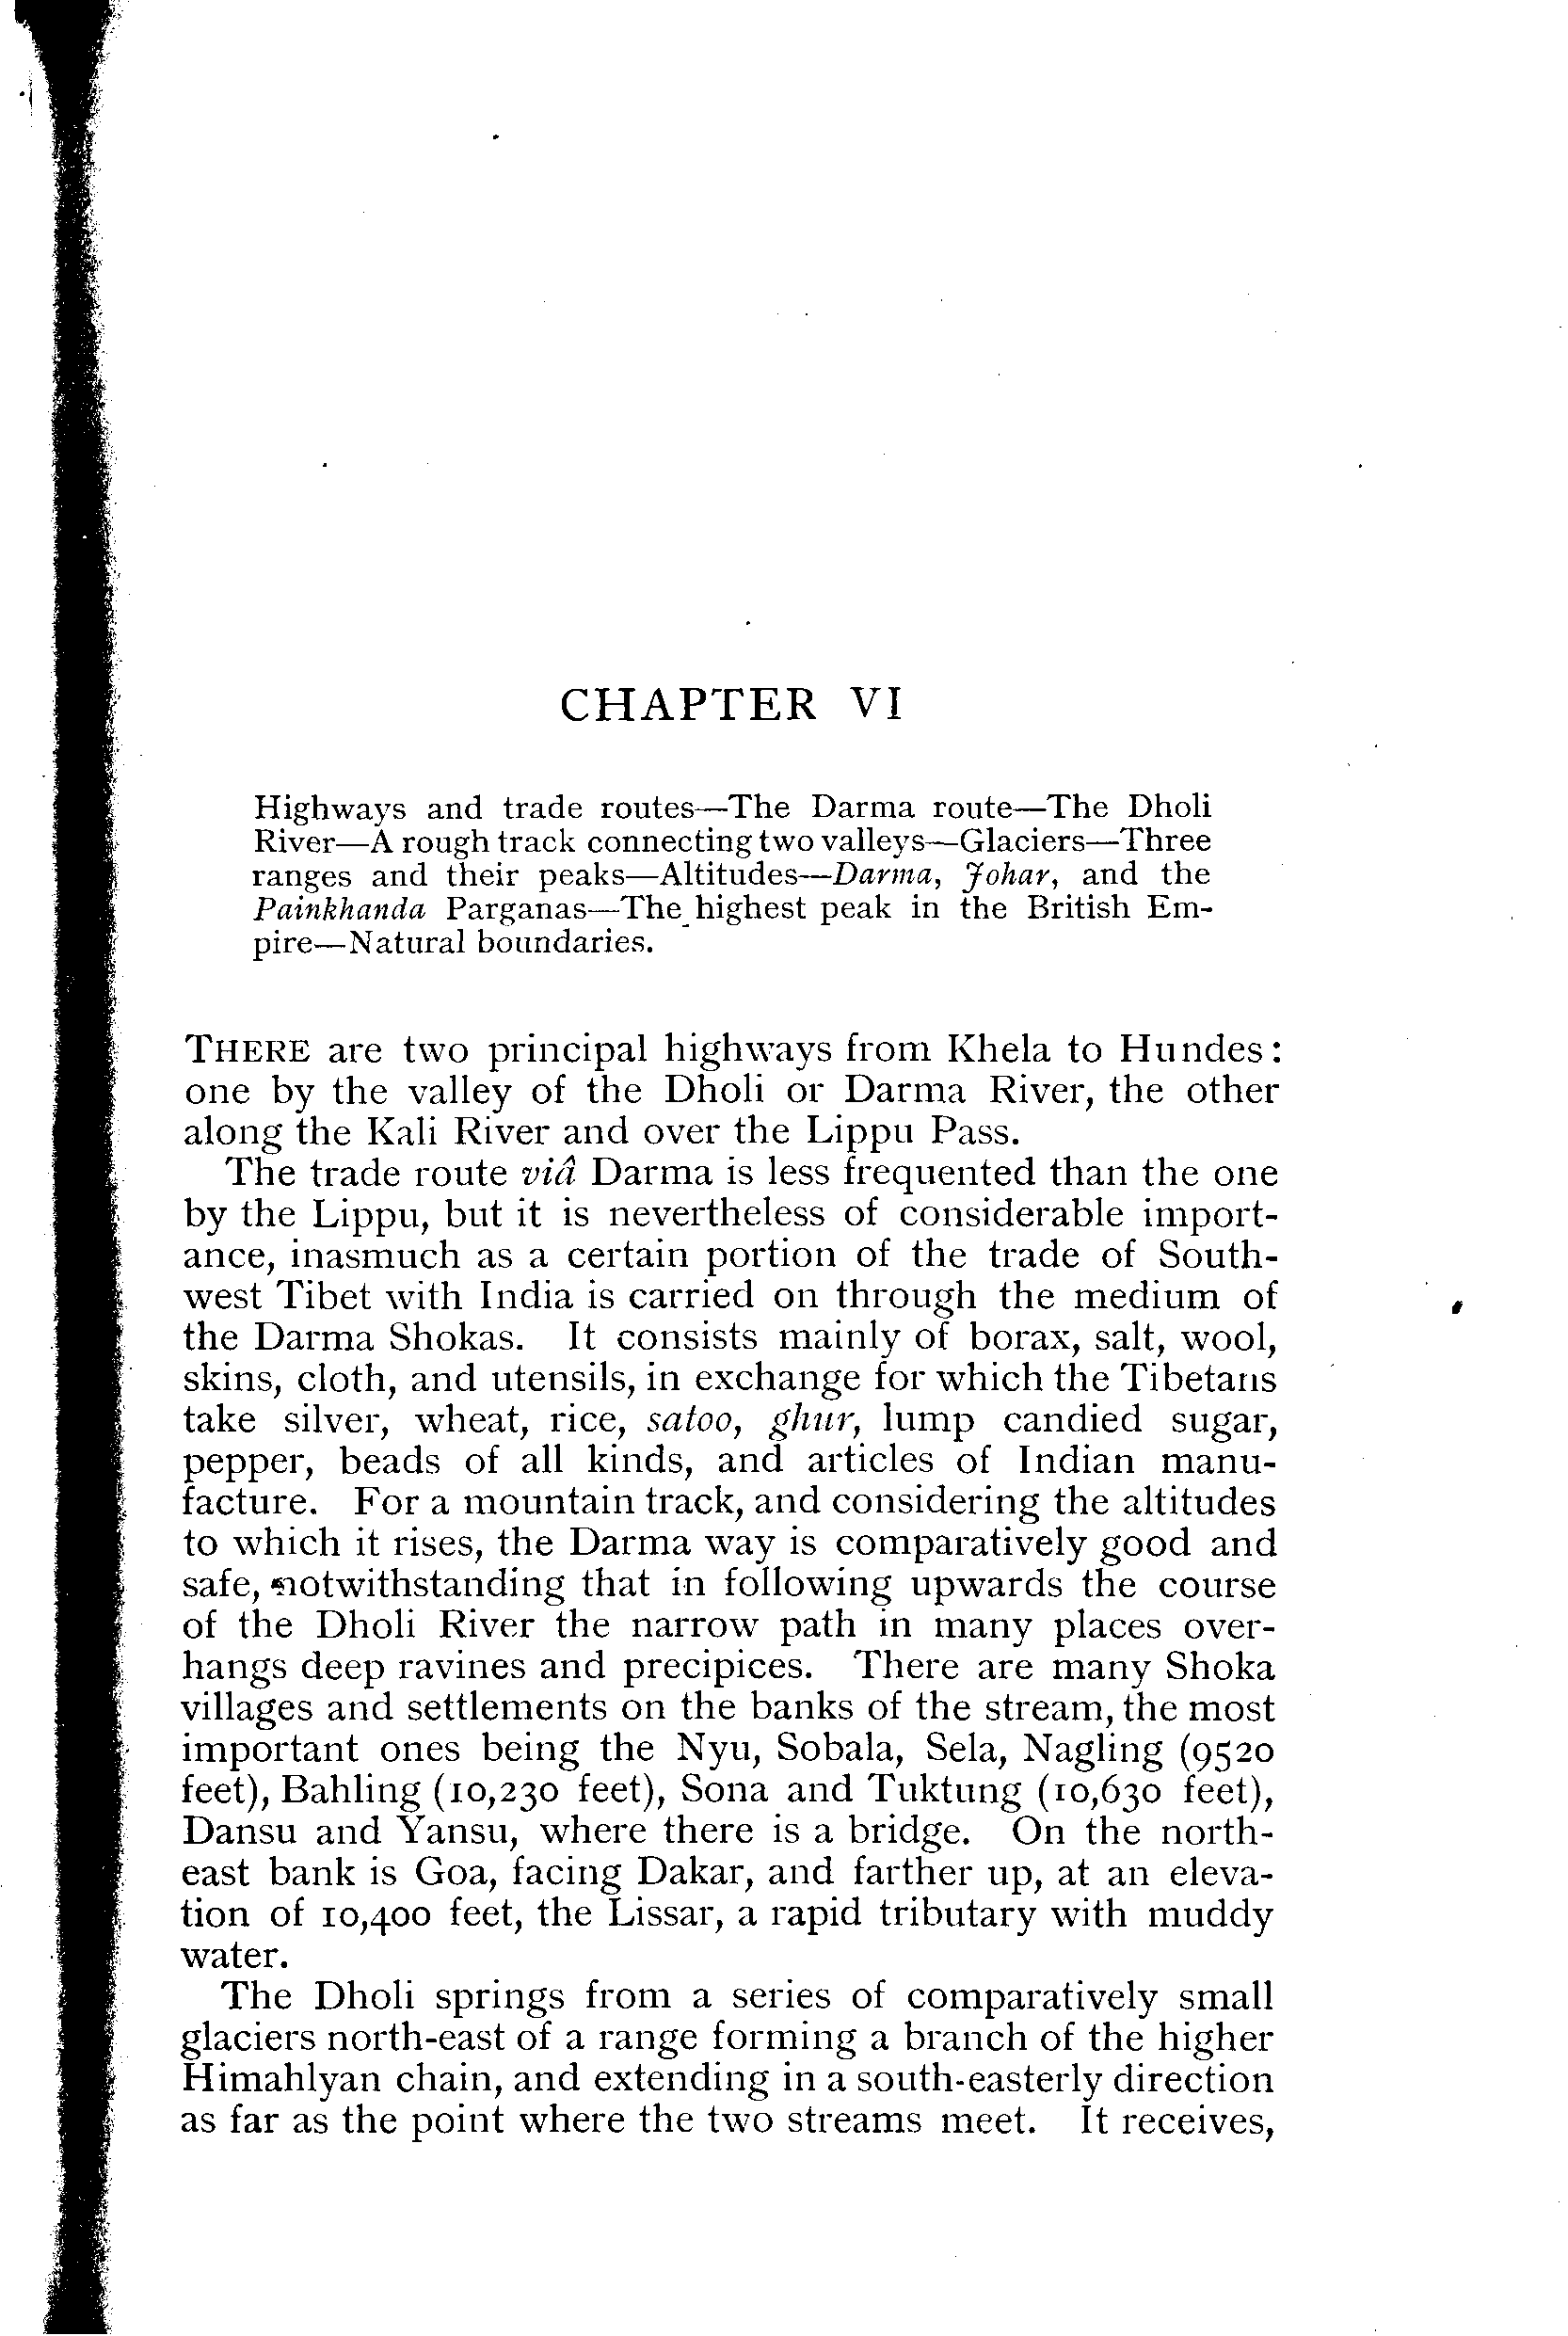 CHAPTER VI
Highways and trade routes—The Darma route—The Dholi
River—A rough track connecting two valleys—Glaciers—Three
ranges and their peaks—Altitudes—Darma, Johar, and the
Painkhanda Parganas—The highest peak in the British Em-
pire—Natural boundaries.
THERE are two principal highways from Khela to Hundes:
one by the valley of the Dholi or Darma River, the other
along the Kali River and over the Lippu Pass.
The trade route viâ Darma is less frequented than the one
by the Lippu, but it is nevertheless of considerable import-
ance, inasmuch as a certain portion of the trade of South-
west Tibet with India is carried on through the medium of
the Darma Shokas. It consists mainly of borax, salt, wool,
skins, cloth, and utensils, in exchange for which the Tibetans
take silver, wheat, rice, satoo, ghur, lump candied sugar,
pepper, beads of all kinds, and articles of Indian manu-
facture. For a mountain track, and considering the altitudes
to which it rises, the Darma way is comparatively good and
safe, notwithstanding that in following upwards the course
of the Dholi River the narrow path in many places over-
hangs deep ravines and precipices. There are many Shoka
villages and settlements on the banks of the stream, the most
important ones being the Nyu, Sobala, Sela, Nagling (9520
feet), Bahling (10,230 feet), Sona and Tuktung (10,630 feet),
Dansu and Yansu, where there is a bridge. On the north-
east bank is Goa, facing Dakar, and farther up, at an eleva-
tion of 10,400 feet, the Lissar, a rapid tributary with muddy
water.
The Dholi springs from a series of comparatively small
glaciers north-east of a range forming a branch of the higher
Himahlyan chain, and extending in a south-easterly direction
as far as the point where the two streams meet. It receives,